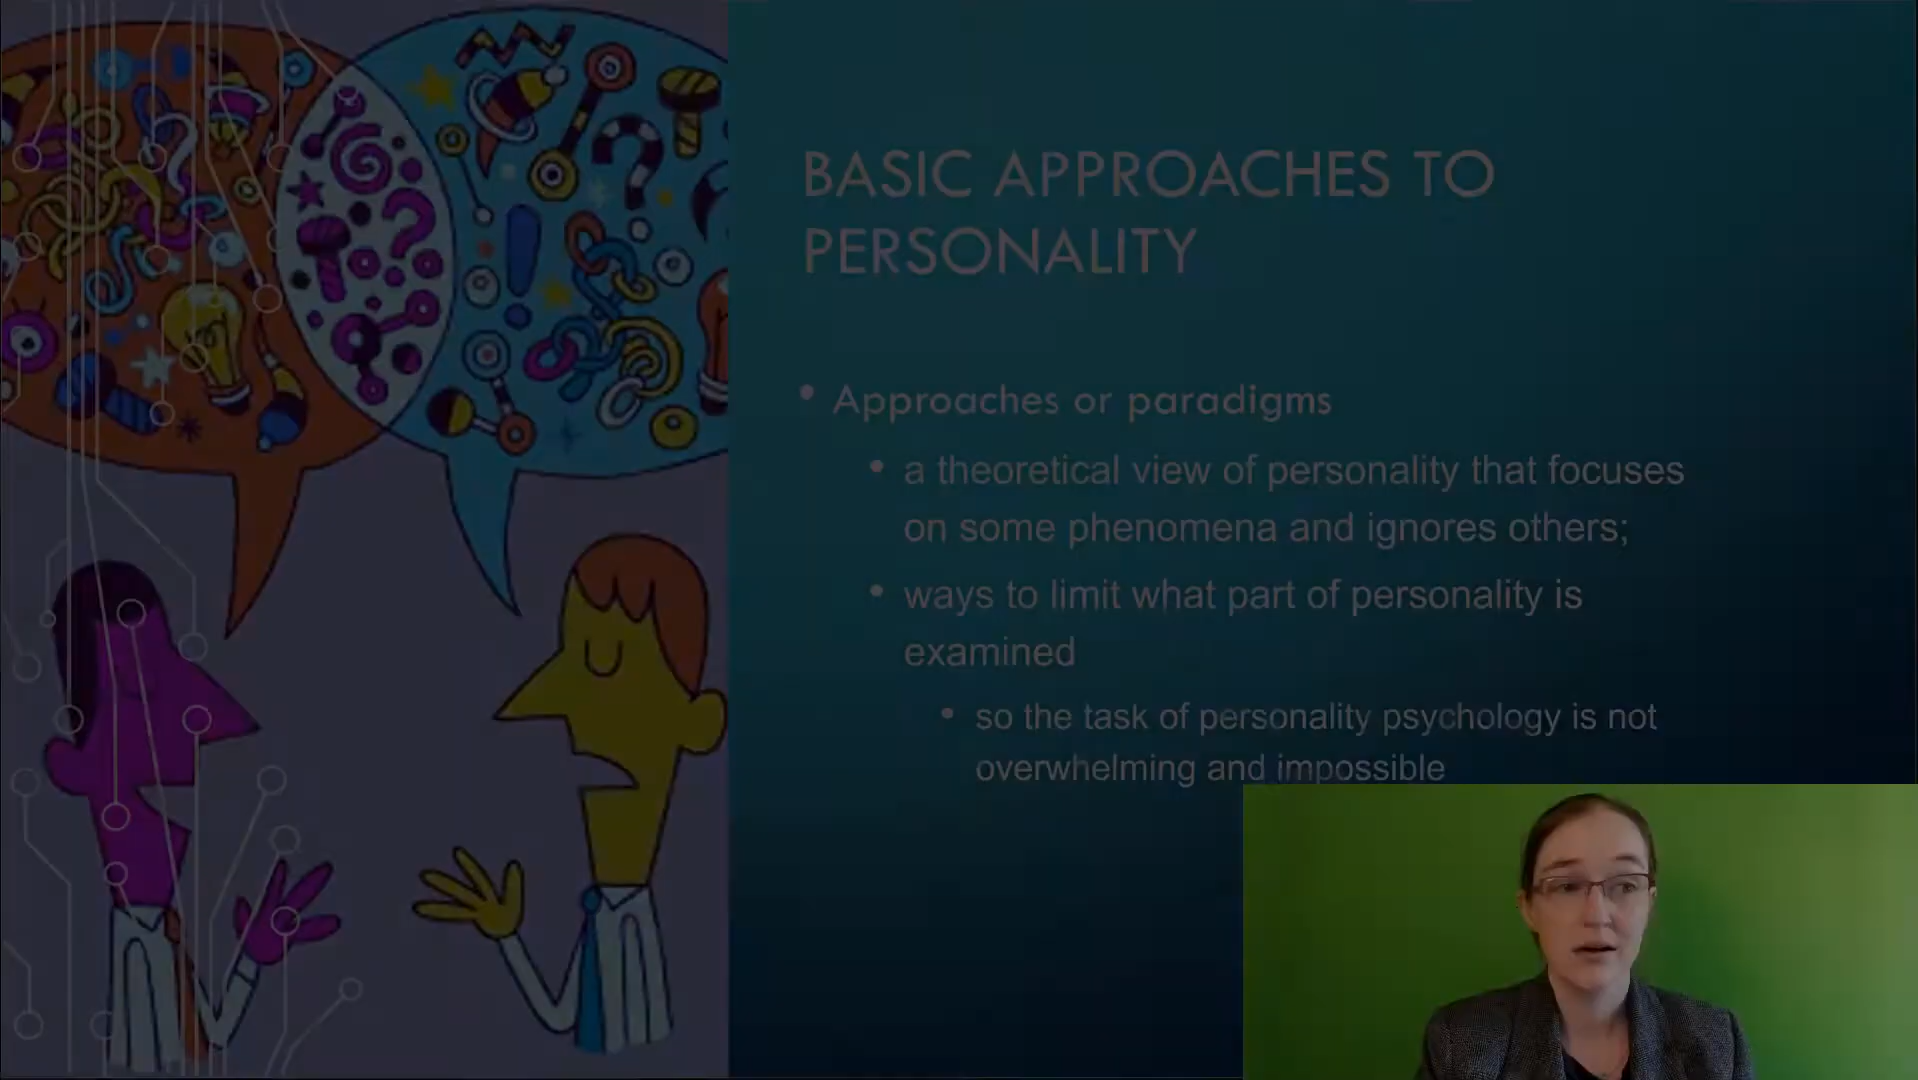 BASIC APPROACHES TO
PERSONALITY
• Approaches or paradigms
• a theoretical view of personality that focuses
on some phenomena and ignores others;
• ways to limit what part of personality is
examined
• so the task of personality psychology is not
overwhelming and impossible